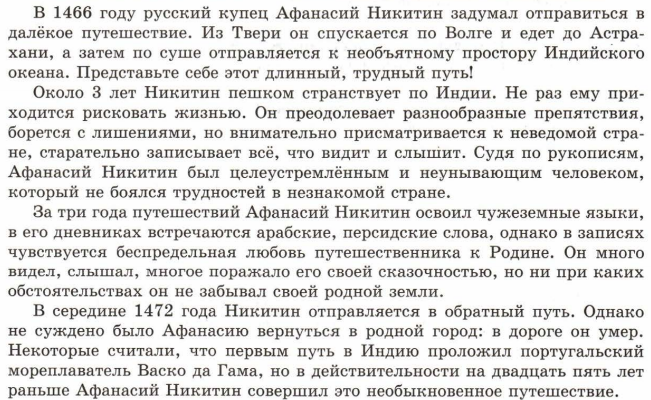 В 1466 году русский купец Афанасий Никитин задумал отправиться в
далёкое путешествие. Из Твери он спускается по Волге и едет до Астра-
хани, а затем по суше отправляется к необъятному простору Индийского
океана. Представьте себе этот длинный, трудный путь!
Около 3 лет Никитин пешком странствует по Индии. Не раз ему при-
ходится рисковать жизнью. Он преодолевает разнообразные препятствия,
борется с лишениями, но внимательно присматривается к неведомой стра-
не, старательно записывает всё, что видит и слышит. Судя по рукописям,
Афанасий Никитин был целеустремлённым и неунывающим человеком,
который не боялся трудностей в незнакомой стране.
За три года путешествий Афанасий Никитин освоил чужеземные языки,
в его дневниках встречаются арабские, персидские слова, однако в записях
чувствуется беспредельная любовь путешественника к Родине. Он много
видел, слышал, многое поражало его своей сказочностью, но ни при каких
обстоятельствах он не забывал своей родной земли.
В середине 1472 года Никитин отправляется в обратный путь. Однако
не суждено было Афанасию вернуться в родной город: в дороге он умер.
Некоторые считали, что первым путь в Индию проложил португальский
мореплаватель Васко да Гама, но в действительности на двадцать пять лет
раньше Афанасий Никитин совершил это необыкновенное путешествие.